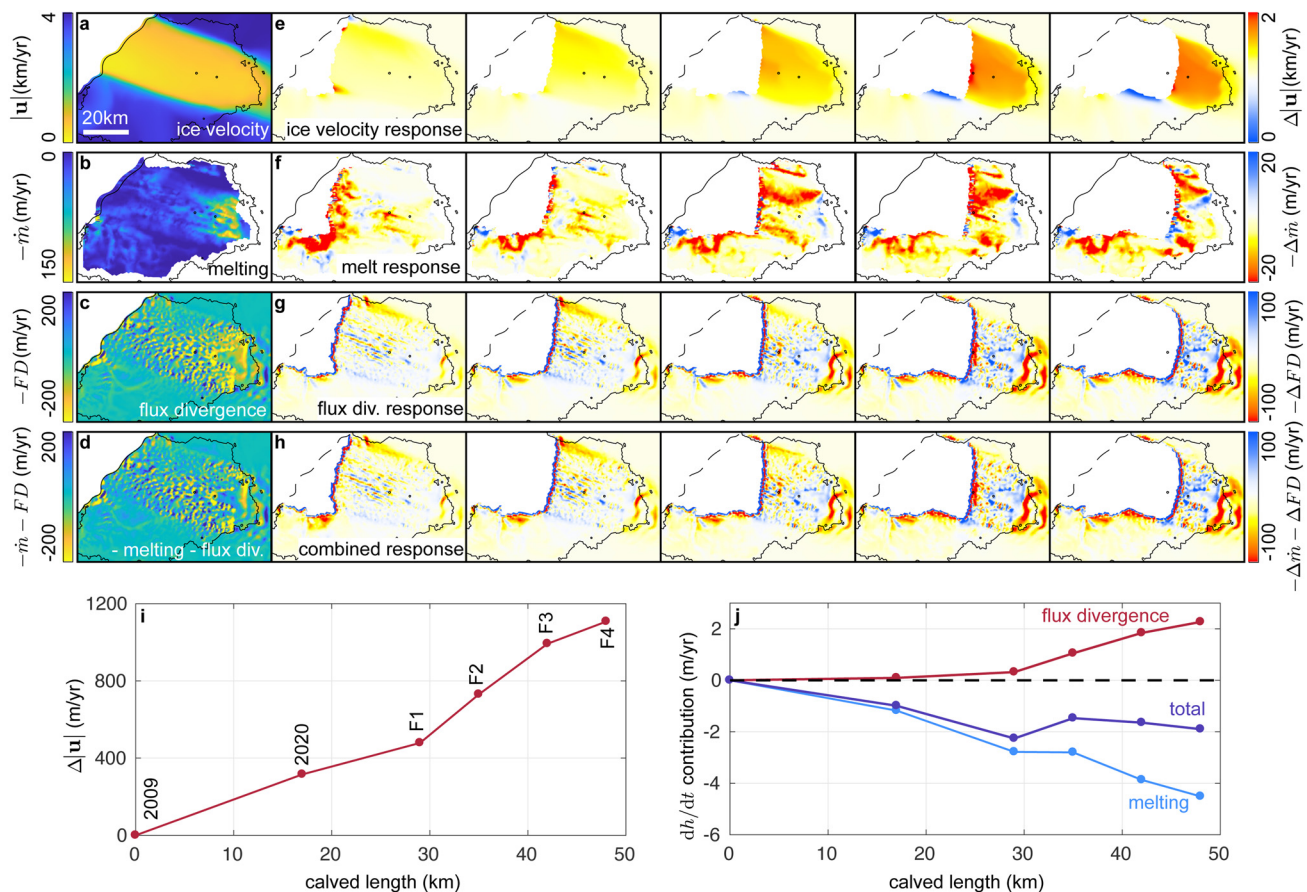 4
|u| (km/yr)
0
a
20km
ice velocity
e
ice velocity response
2
Δ|u| (km/yr)
0
0
−ṁ (m/yr)
150
b
melting
f
melt response
20
−Δṁ (m/yr)
-20
200
−FD (m/yr)
-200
c
flux divergence
g
flux div. response
100
−ΔFD (m/yr)
-100
200
−ṁ − FD (m/yr)
-200
d
- melting - flux div.
h
combined response
100
−Δṁ − ΔFD (m/yr)
-100
i
1200
800
400
0
Δ|u| (m/yr)
2009
2020
F1
F2
F3
F4
0 10 20 30 40 50
calved length (km)
j
2
0
-2
-4
-6
dh/dt contribution (m/yr)
flux divergence
total
melting
0 10 20 30 40 50
calved length (km)